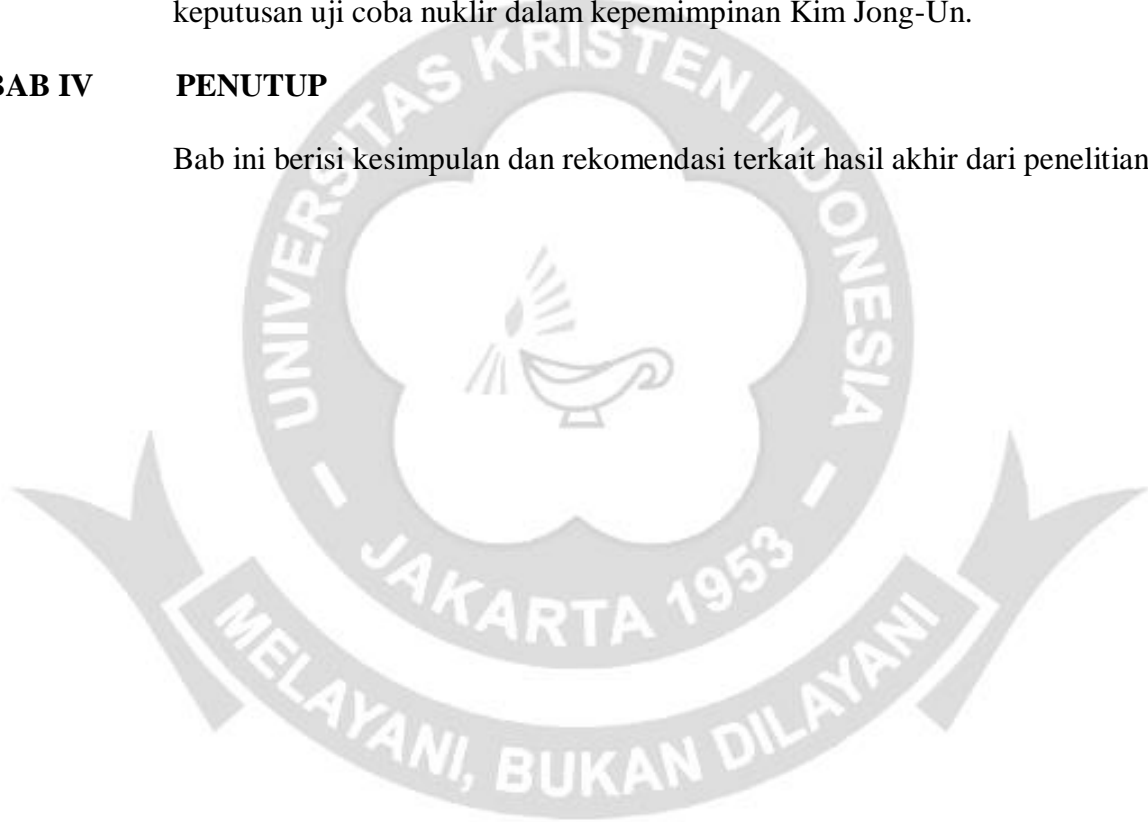 keputusan uji coba nuklir dalam kepemimpinan Kim Jong-Un.
BAB IV PENUTUP
Bab ini berisi kesimpulan dan rekomendasi terkait hasil akhir dari penelitian
UNIVERSITAS KRISTEN INDONESIA
JAKARTA 1953
MELAYANI, BUKAN DILAYANI